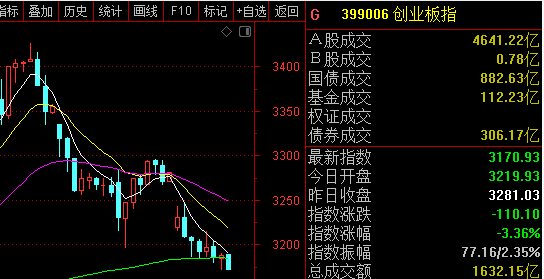 指标 叠加 历史 统计 画线 F10 标记 +自选 返回
G 399006 创业板指
3400
3350
3300
3250
3200
A股成交 4641.22亿
B股成交 0.78亿
国债成交 882.63亿
基金成交 112.23亿
权证成交
债券成交 306.17亿
最新指数 3170.93
今日开盘 3219.93
昨日收盘 3281.03
指数涨跌 -110.10
指数涨幅 -3.36%
指数振幅 77.16/2.35%
总成交额 1632.15亿